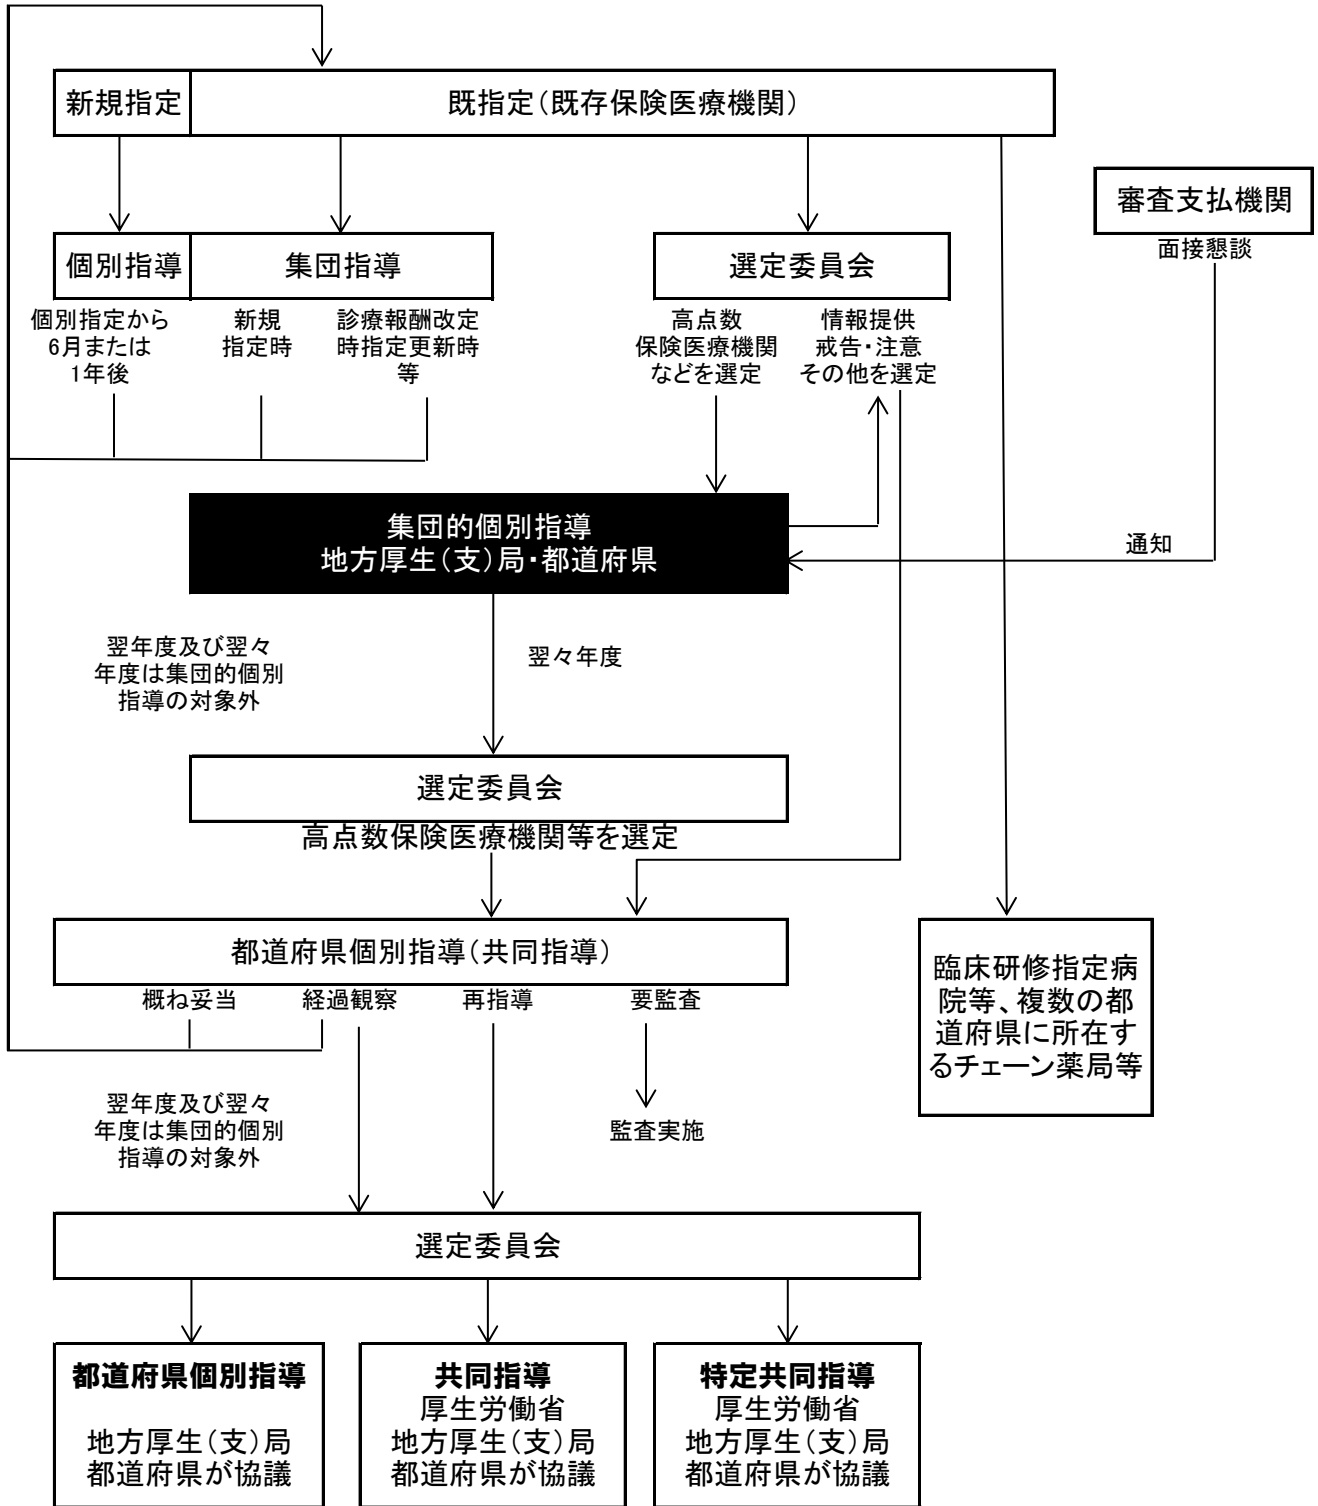 新規指定
既指定（既存保険医療機関）
審査支払機関
面接懇談
個別指導
集団指導
選定委員会
個別指定から
6月または
1年後
新規
指定時
診療報酬改定
時指定更新時
等
高点数
保険医療機関
などを選定
情報提供
戒告・注意
その他を選定
集団的個別指導
地方厚生（支）局・都道府県
通知
翌年度及び翌々
年度は集団的個別
指導の対象外
翌々年度
選定委員会
高点数保険医療機関等を選定
都道府県個別指導（共同指導）
概ね妥当
経過観察
再指導
要監査
臨床研修指定病
院等、複数の都
道府県に所在す
るチェーン薬局等
翌年度及び翌々
年度は集団的個別
指導の対象外
監査実施
選定委員会
都道府県個別指導
地方厚生（支）局
都道府県が協議
共同指導
厚生労働省
地方厚生（支）局
都道府県が協議
特定共同指導
厚生労働省
地方厚生（支）局
都道府県が協議